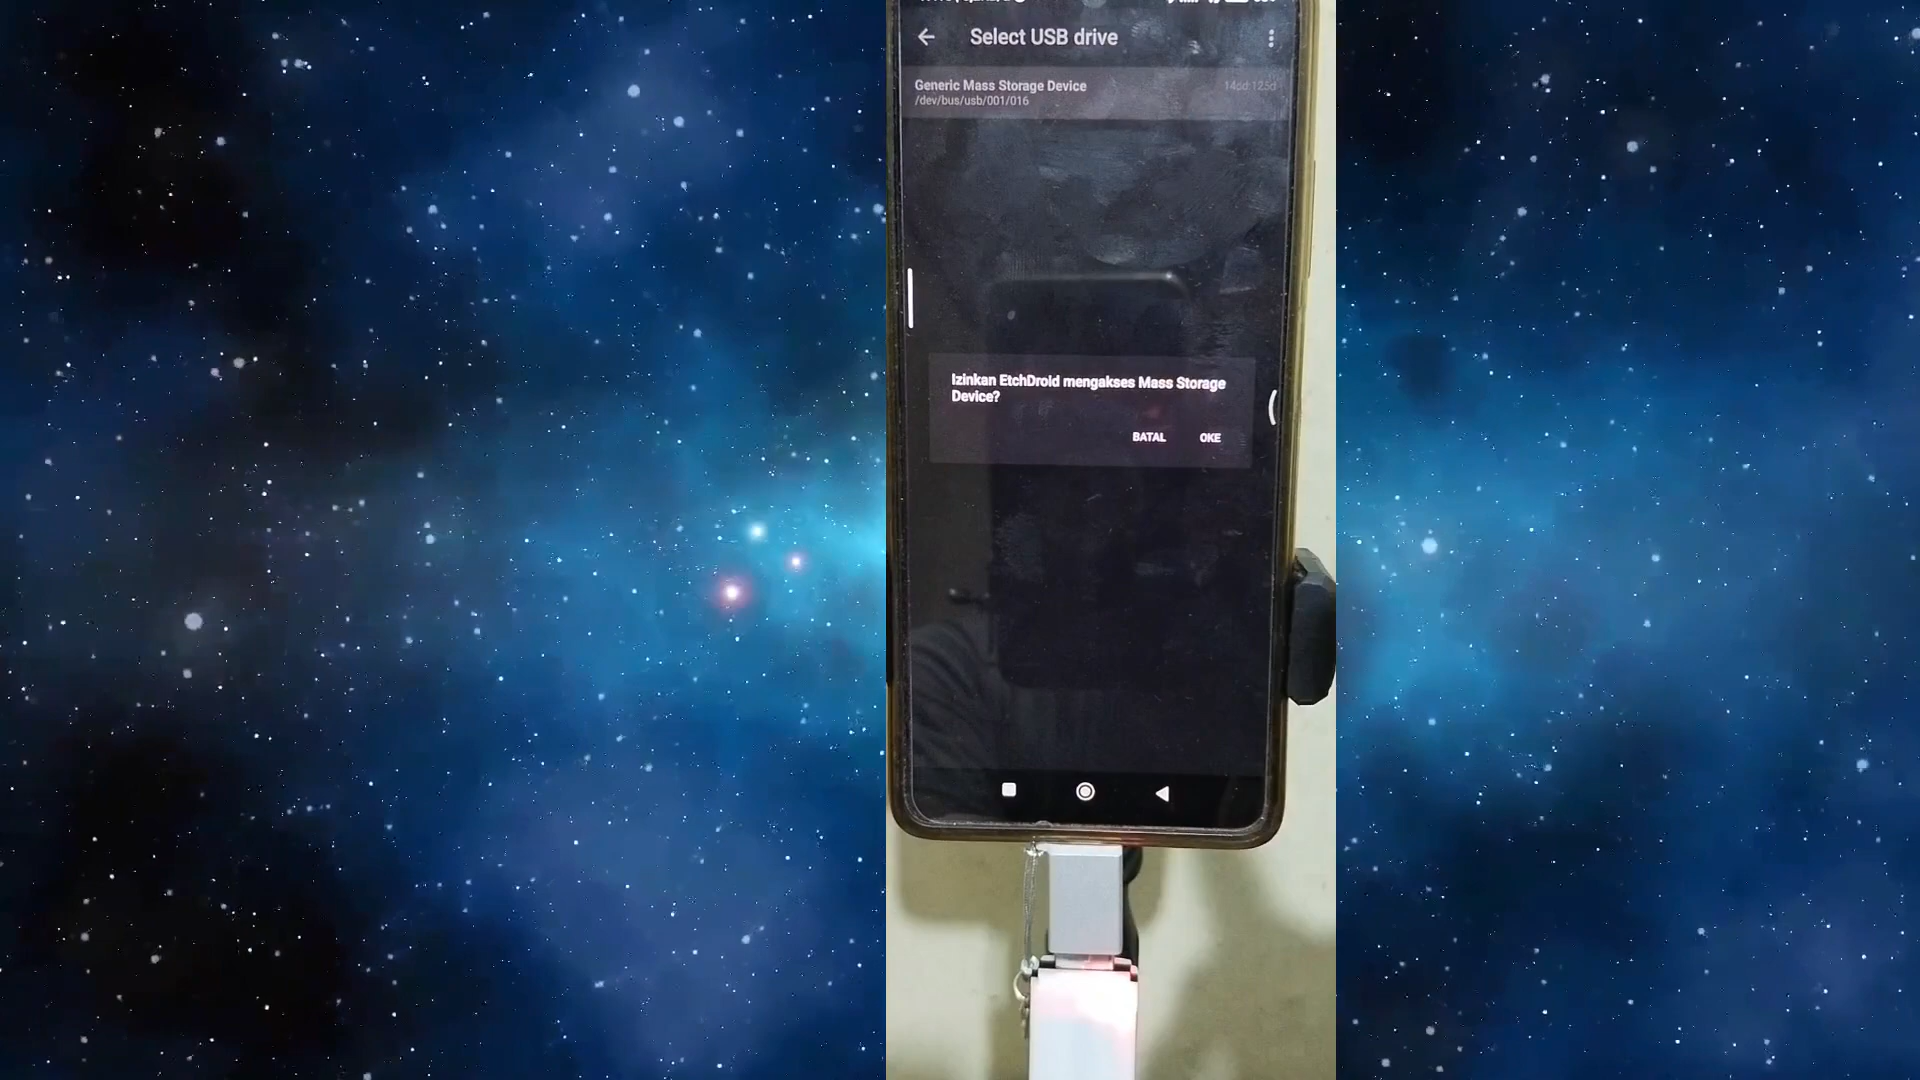 Select USB drive
Generic Mass Storage Device
/dev/bus/usb/001/016
Izinkan EtchDroid mengakses Mass Storage
Device?
BATAL OKE